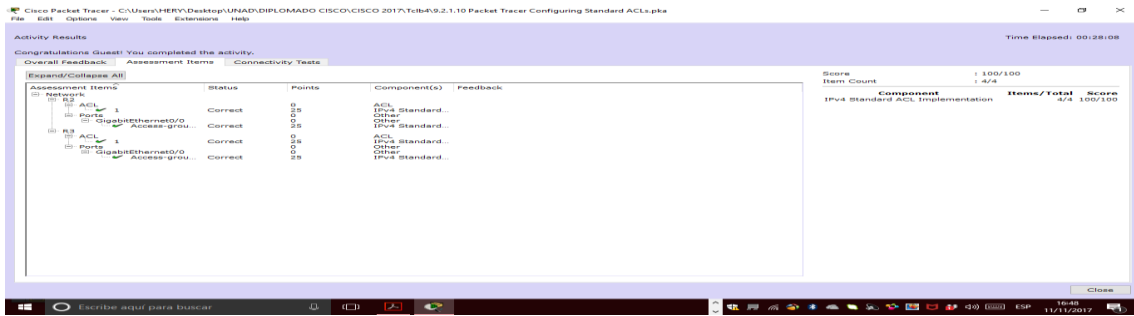 Cisco Packet Tracer - C:\Users\HERY\Desktop\UNAD\DIPLOMADO CISCO\CISCO 2017\Tclb4\9.2.1.10 Packet Tracer Configuring Standard ACLs.pka
File Edit Options View Tools Extensions Help
Activity Results
Time Elapsed: 00:28:08
Congratulations Guest! You completed the activity.
Overall Feedback Assessment Items Connectivity Tests
Expand/Collapse All
Score : 100/100
Item Count : 4/4
Assessment Items Status Points Component(s) Feedback
Component Items/Total Score
IPv4 Standard ACL Implementation 4/4 100/100
Network
R2
ACL 0 ACL
1 Correct 25 IPv4 Standard...
Ports 0 Other
GigabitEthernet0/0 0 Other
Access-grou... Correct 25 IPv4 Standard...
R3
ACL 0 ACL
1 Correct 25 IPv4 Standard...
Ports 0 Other
GigabitEthernet0/0 0 Other
Access-grou... Correct 25 IPv4 Standard...
Close
Escribe aquí para buscar
ESP
16:48
11/11/2017